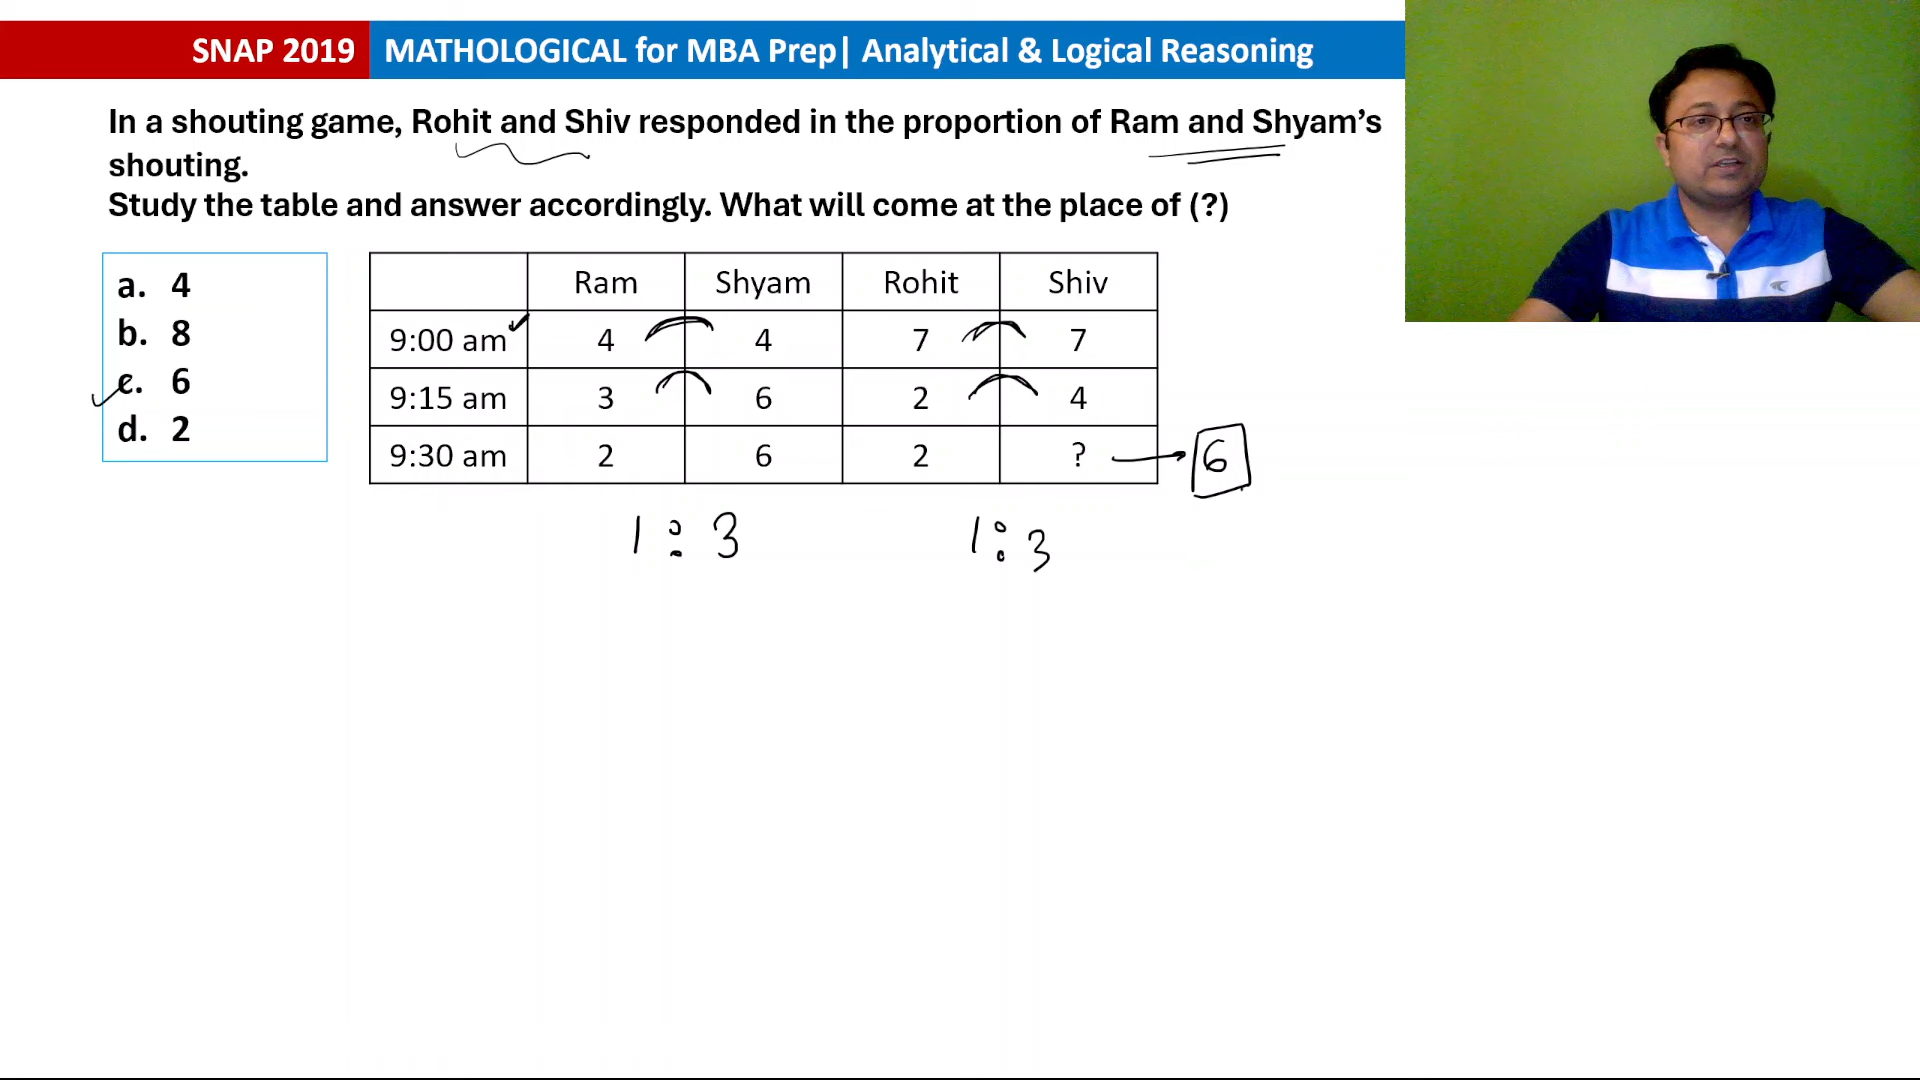 SNAP 2019 MATHOLOGICAL for MBA Prep| Analytical & Logical Reasoning
In a shouting game, Rohit and Shiv responded in the proportion of Ram and Shyam’s
shouting.
Study the table and answer accordingly. What will come at the place of (?)
a. 4
b. 8
c. 6
d. 2
Ram Shyam Rohit Shiv
9:00 am 4 4 7 7
9:15 am 3 6 2 4
9:30 am 2 6 2 ? 6
1 : 3 1 : 3